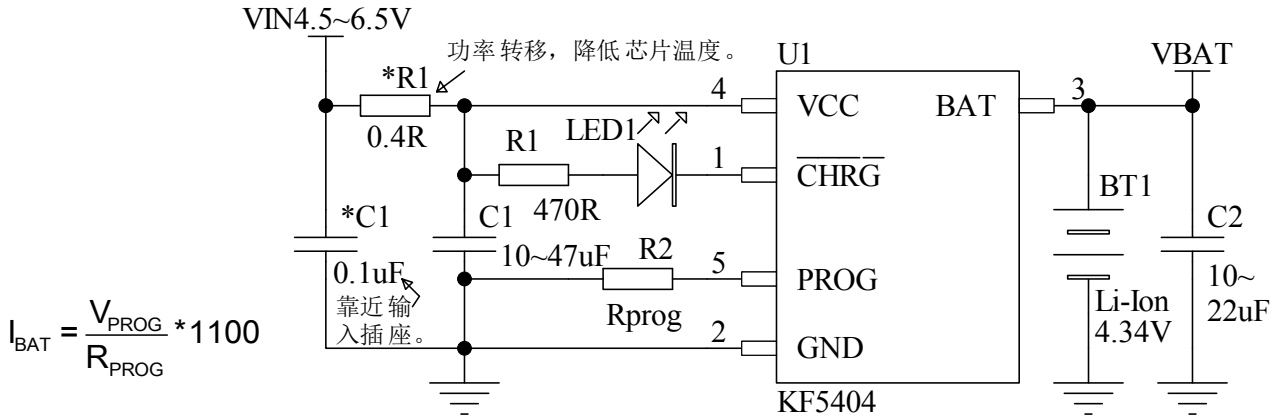 VIN4.5~6.5V
功率转移，降低芯片温度。
U1
VBAT
*R1
4
VCC
BAT
3
0.4R
LED1
R1
1
CHRG
470R
BT1
*C1
C1
C2
0.1uF
10~47uF
R2
5
PROG
10~
22uF
靠近输
入插座。
Rprog
Li-Ion
4.34V
2
GND
I_BAT = V_PROG / R_PROG *1100
KF5404